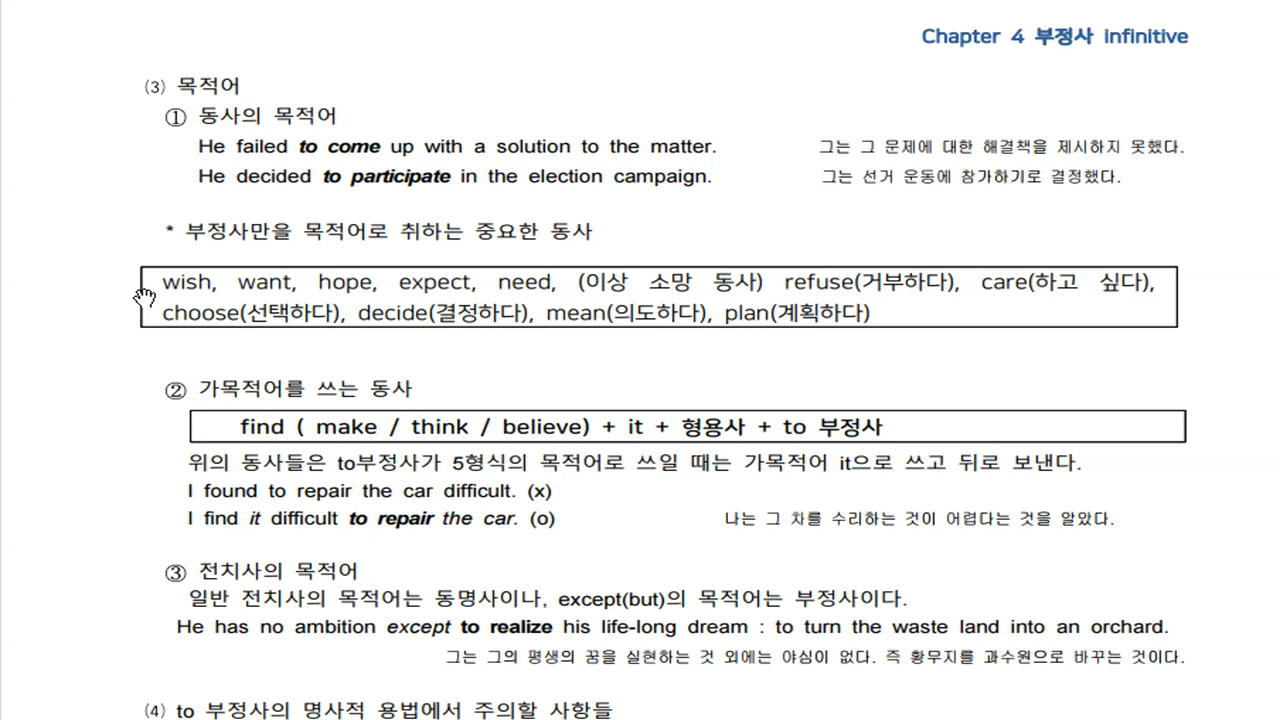 Chapter 4 부정사 infinitive
(3) 목적어
① 동사의 목적어
He failed to come up with a solution to the matter. 그는 그 문제에 대한 해결책을 제시하지 못했다.
He decided to participate in the election campaign. 그는 선거 운동에 참가하기로 결정했다.
* 부정사만을 목적어로 취하는 중요한 동사
wish, want, hope, expect, need, (이상 소망 동사) refuse(거부하다), care(하고 싶다),
choose(선택하다), decide(결정하다), mean(의도하다), plan(계획하다)
② 가목적어를 쓰는 동사
find ( make / think / believe) + it + 형용사 + to 부정사
위의 동사들은 to부정사가 5형식의 목적어로 쓰일 때는 가목적어 it으로 쓰고 뒤로 보낸다.
I found to repair the car difficult. (x)
I find it difficult to repair the car. (o) 나는 그 차를 수리하는 것이 어렵다는 것을 알았다.
③ 전치사의 목적어
일반 전치사의 목적어는 동명사이나, except(but)의 목적어는 부정사이다.
He has no ambition except to realize his life-long dream : to turn the waste land into an orchard.
그는 그의 평생의 꿈을 실현하는 것 외에는 야심이 없다. 즉 황무지를 과수원으로 바꾸는 것이다.
(4) to 부정사의 명사적 용법에서 주의할 사항들